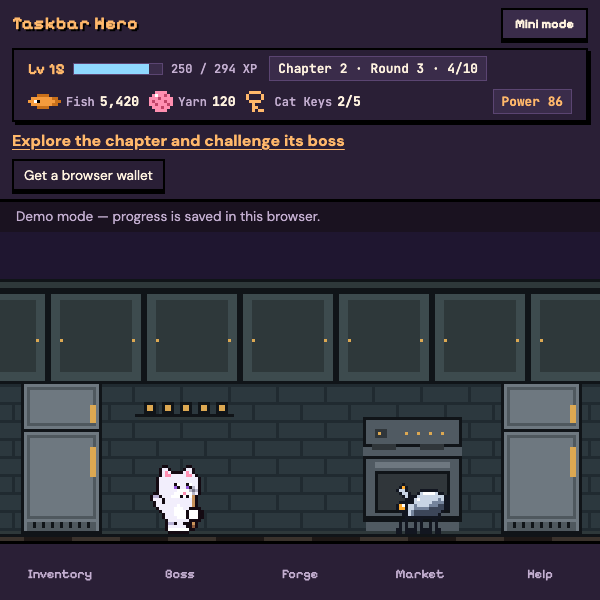 Taskbar Hero
Mini mode
Lv 18 250 / 294 XP Chapter 2 · Round 3 · 4/10
Fish 5,420 Yarn 120 Cat Keys 2/5 Power 86
Explore the chapter and challenge its boss
Get a browser wallet
Demo mode — progress is saved in this browser.
Inventory Boss Forge Market Help